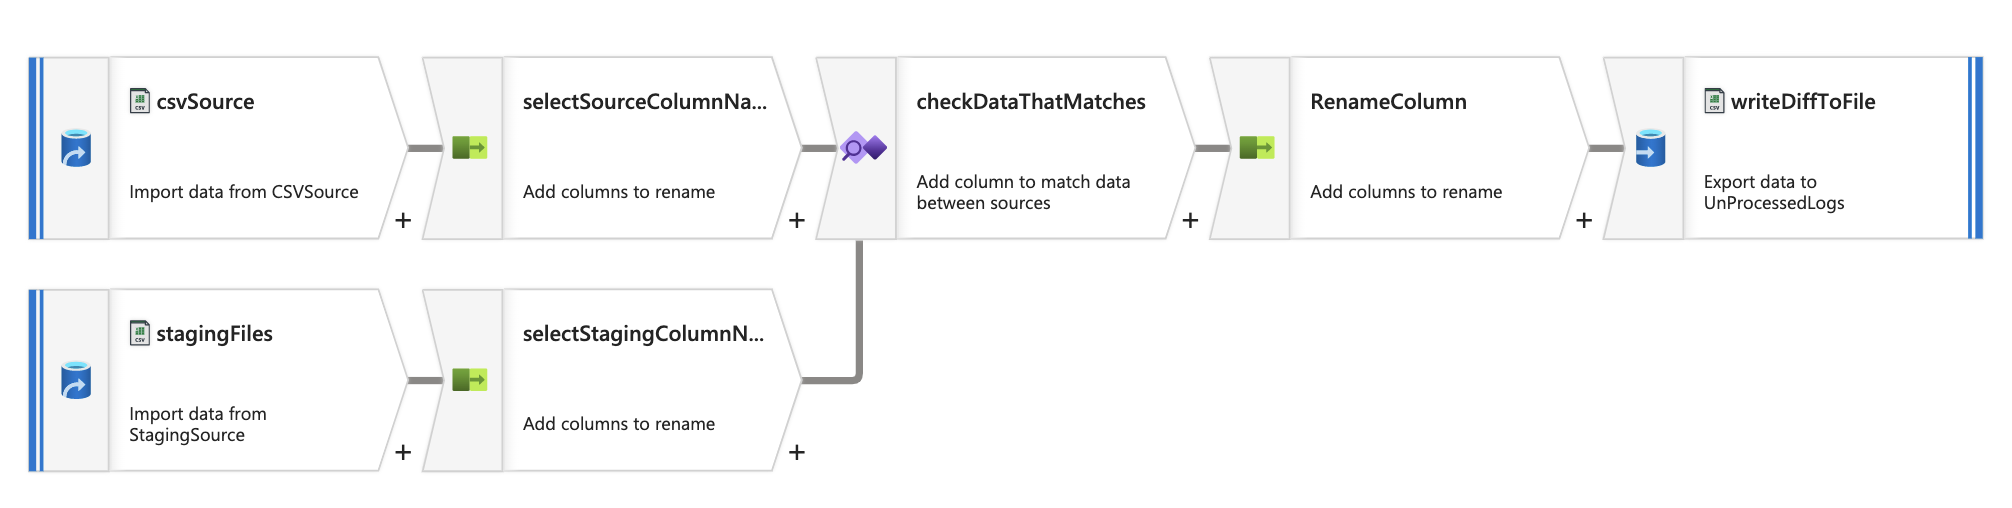 csvSource
Import data from CSVSource
+
selectSourceColumnNa...
Add columns to rename
+
checkDataThatMatches
Add column to match data
between sources
+
RenameColumn
Add columns to rename
+
writeDiffToFile
Export data to
UnProcessedLogs
stagingFiles
Import data from
StagingSource
+
selectStagingColumnN...
Add columns to rename
+